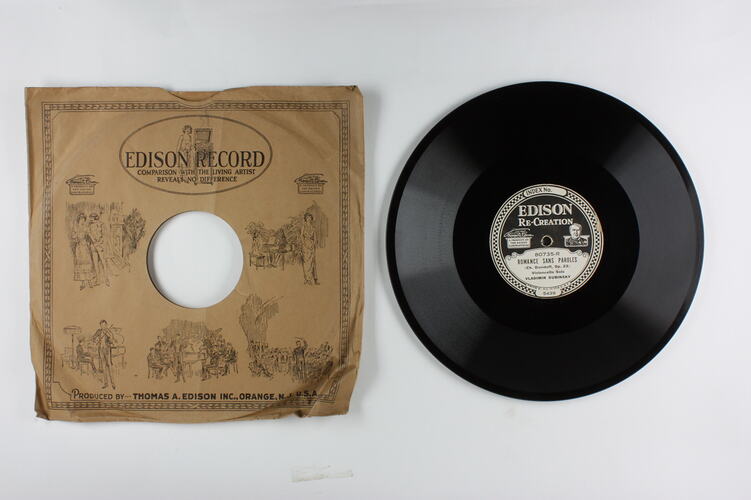 EDISON RECORD
COMPARISON WITH THE LIVING ARTIST
REVEALS NO DIFFERENCE
PRODUCED BY— THOMAS A. EDISON INC., ORANGE, N.J. U.S.A.
INDEX No.
EDISON
RE-CREATION
80735-R
ROMANCE SANS PAROLES
Violoncello Solo
VLADIMIR DUBINSKY